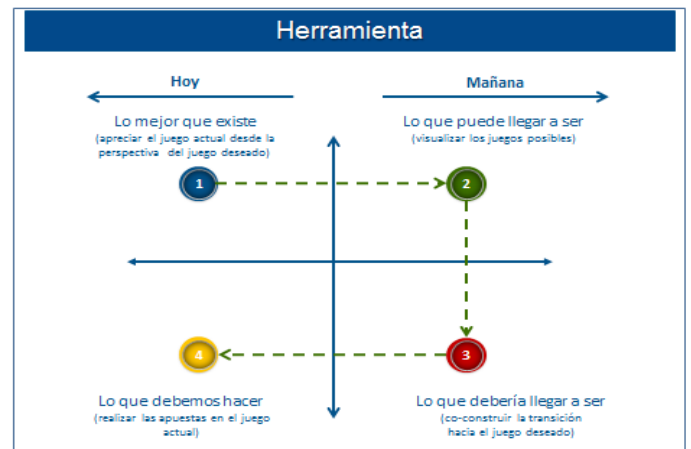 Herramienta
Hoy
Mañana
Lo mejor que existe
(apreciar el juego actual desde la
perspectiva del juego deseado)
Lo que puede llegar a ser
(visualizar los juegos posibles)
1
2
4
3
Lo que debemos hacer
(realizar las apuestas en el juego
actual)
Lo que debería llegar a ser
(co-construir la transición
hacia el juego deseado)